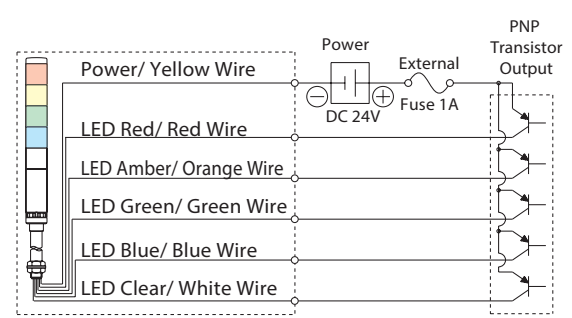 PNP
Transistor
Output
Power
External
Power/ Yellow Wire
Fuse 1A
DC 24V
LED Red/ Red Wire
LED Amber/ Orange Wire
LED Green/ Green Wire
LED Blue/ Blue Wire
LED Clear/ White Wire